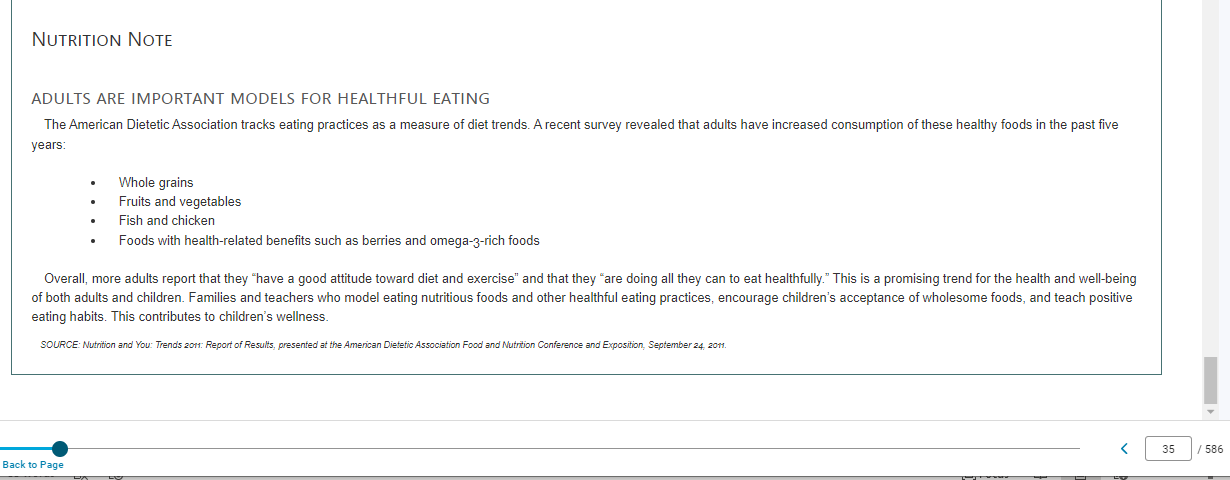 NUTRITION NOTE
ADULTS ARE IMPORTANT MODELS FOR HEALTHFUL EATING
The American Dietetic Association tracks eating practices as a measure of diet trends. A recent survey revealed that adults have increased consumption of these healthy foods in the past five
years:
• Whole grains
• Fruits and vegetables
• Fish and chicken
• Foods with health-related benefits such as berries and omega-3-rich foods
Overall, more adults report that they “have a good attitude toward diet and exercise” and that they “are doing all they can to eat healthfully.” This is a promising trend for the health and well-being
of both adults and children. Families and teachers who model eating nutritious foods and other healthful eating practices, encourage children’s acceptance of wholesome foods, and teach positive
eating habits. This contributes to children’s wellness.
SOURCE: Nutrition and You: Trends 2011: Report of Results, presented at the American Dietetic Association Food and Nutrition Conference and Exposition, September 24, 2011.
35 / 586
Back to Page